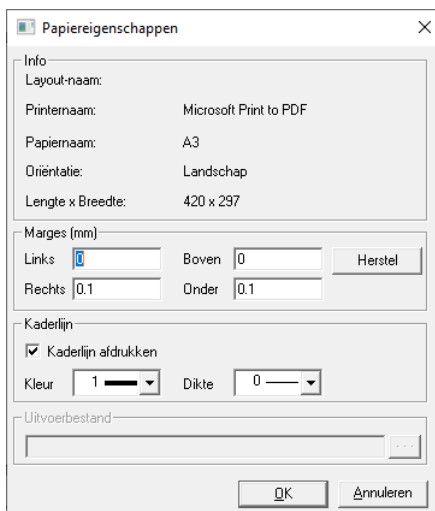 Papiereigenschappen
Info
Layout-naam:
Printernaam: Microsoft Print to PDF
Papiernaam: A3
Oriëntatie: Landschap
Lengte x Breedte: 420 x 297
Marges (mm)
Links 0 Boven 0 Herstel
Rechts 0.1 Onder 0.1
Kaderlijn
Kaderlijn afdrukken
Kleur 1 Dikte 0
Uitvoerbestand
...
OK Annuleren